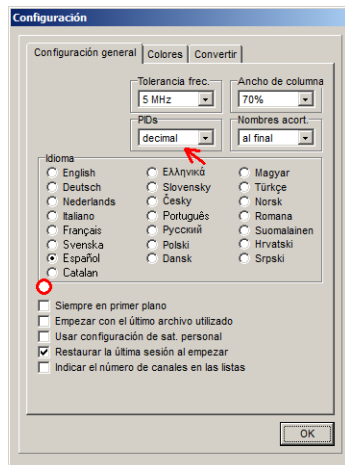 Configuración
Configuración general Colores Convertir
Tolerancia frec. Ancho de columna
5 MHz 70%
PIDs Nombres acort.
decimal al final
Idioma
English Ελληνικά Magyar
Deutsch Slovensky Türkçe
Nederlands Česky Norsk
Italiano Português Romana
Français Русский Suomalainen
Svenska Polski Hrvatski
Español Dansk Srpski
Catalan
Siempre en primer plano
Empezar con el último archivo utilizado
Usar configuración de sat. personal
Restaurar la última sesión al empezar
Indicar el número de canales en las listas
OK